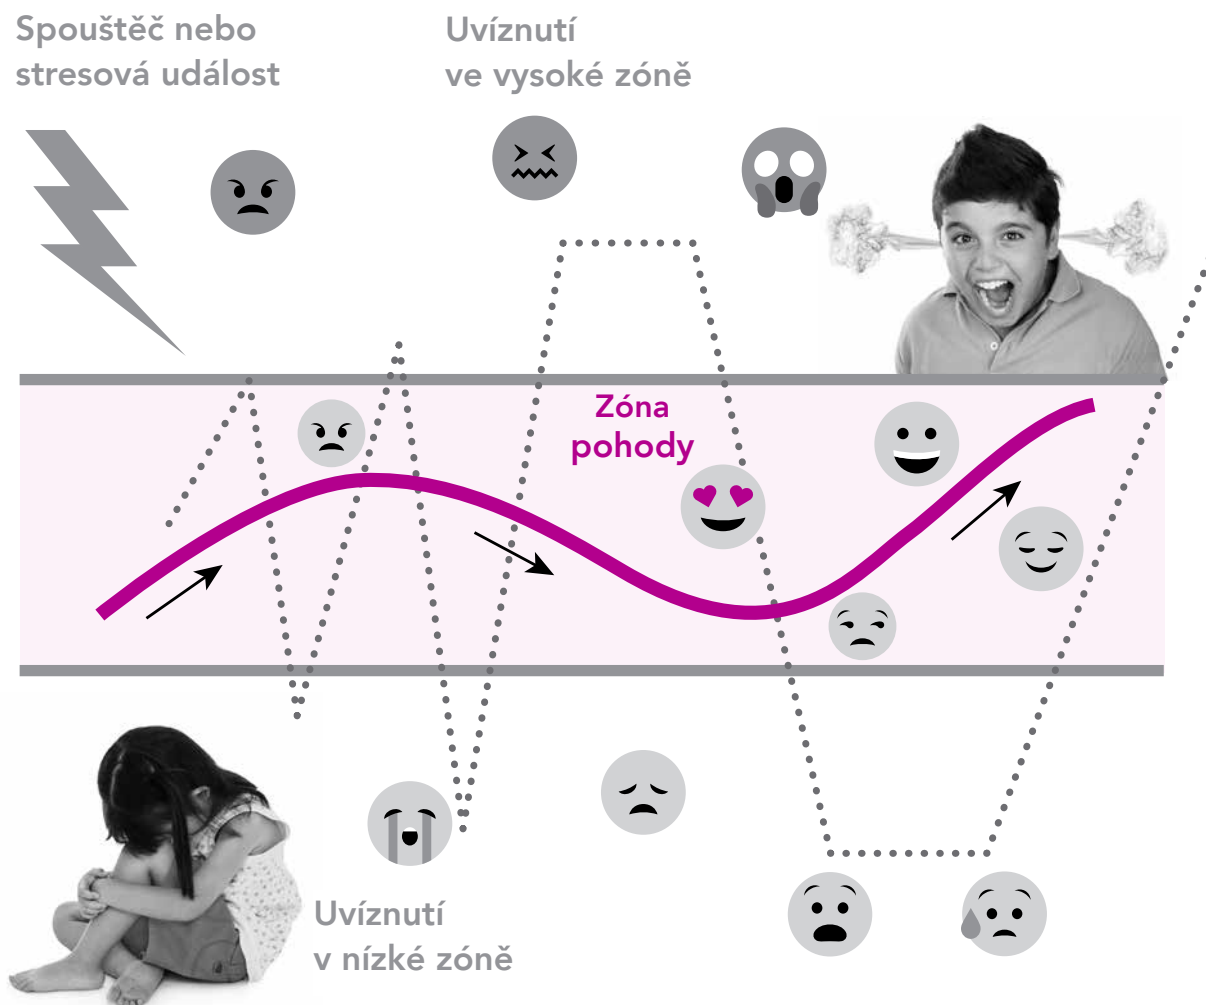 Spouštěč nebo
stresová událost
Uvíznutí
ve vysoké zóně
Zóna
pohody
Uvíznutí
v nízké zóně